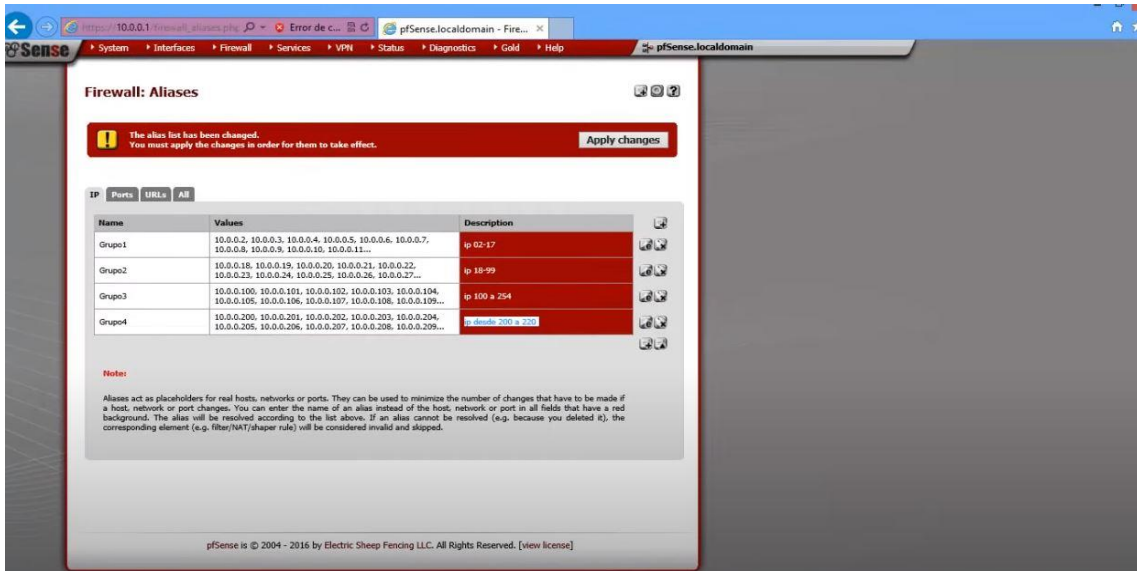 https://10.0.0.1/firewall_aliases.php
Error de c...
pfSense.localdomain - Fire...
Sense
System
Interfaces
Firewall
Services
VPN
Status
Diagnostics
Gold
Help
pfSense.localdomain
Firewall: Aliases
The alias list has been changed.
You must apply the changes in order for them to take effect.
Apply changes
IP Ports URLs All
Name Values Description
Grupo1
10.0.0.2, 10.0.0.3, 10.0.0.4, 10.0.0.5, 10.0.0.6, 10.0.0.7,
10.0.0.8, 10.0.0.9, 10.0.0.10, 10.0.0.11...
ip 02-17
Grupo2
10.0.0.18, 10.0.0.19, 10.0.0.20, 10.0.0.21, 10.0.0.22,
10.0.0.23, 10.0.0.24, 10.0.0.25, 10.0.0.26, 10.0.0.27...
ip 18-99
Grupo3
10.0.0.100, 10.0.0.101, 10.0.0.102, 10.0.0.103, 10.0.0.104,
10.0.0.105, 10.0.0.106, 10.0.0.107, 10.0.0.108, 10.0.0.109...
ip 100 a 254
Grupo4
10.0.0.200, 10.0.0.201, 10.0.0.202, 10.0.0.203, 10.0.0.204,
10.0.0.205, 10.0.0.206, 10.0.0.207, 10.0.0.208, 10.0.0.209...
ip desde 200 a 220
Note:
Aliases act as placeholders for real hosts, networks or ports. They can be used to minimize the number of changes that have to be made if
a host, network or port changes. You can enter the name of an alias instead of the host, network or port in all fields that have a red
background. The alias will be resolved according to the list above. If an alias cannot be resolved (e.g. because you deleted it), the
corresponding element (e.g. filter/NAT/shaper rule) will be considered invalid and skipped.
pfSense is © 2004 - 2016 by Electric Sheep Fencing LLC. All Rights Reserved. [view license]